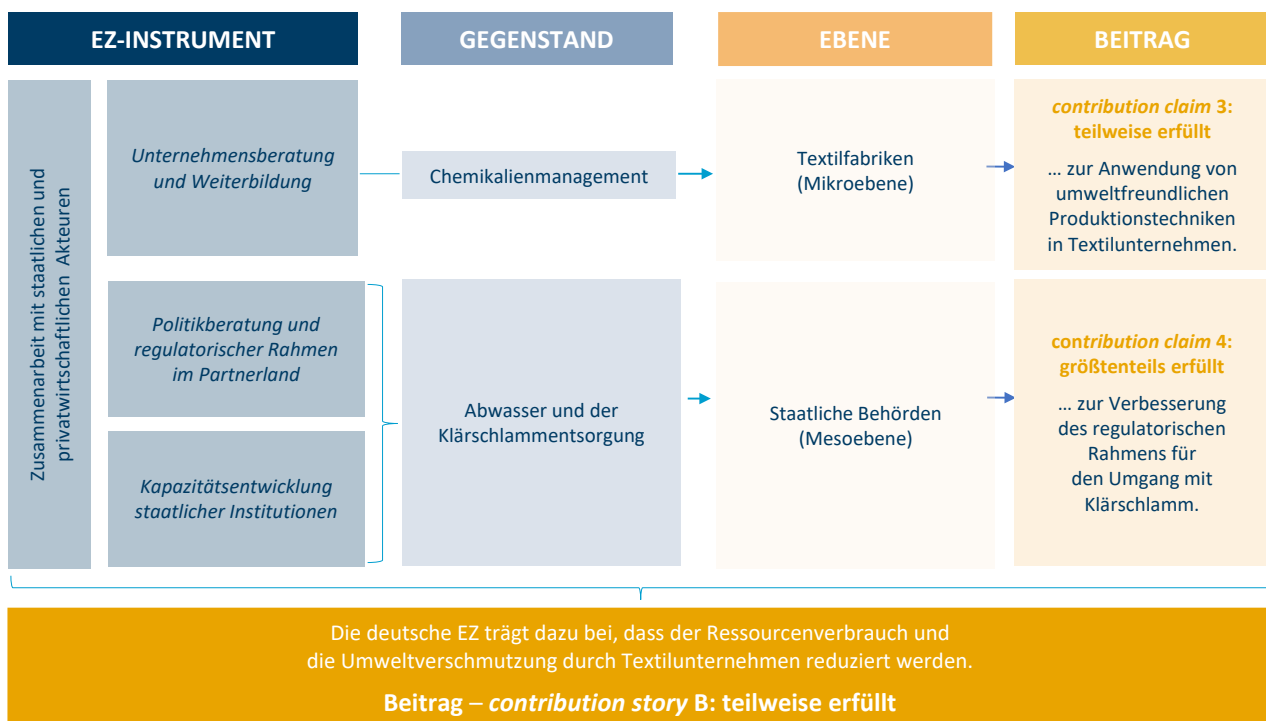 EZ-INSTRUMENT
GEGENSTAND
EBENE
BEITRAG
Zusammenarbeit mit staatlichen und
privatwirtschaftlichen Akteuren
Unternehmensberatung
und Weiterbildung
Chemikalienmanagement
Textilfabriken
(Mikroebene)
contribution claim 3:
teilweise erfüllt
... zur Anwendung von
umweltfreundlichen
Produktionstechniken
in Textilunternehmen.
Politikberatung und
regulatorischer Rahmen
im Partnerland
Kapazitätsentwicklung
staatlicher Institutionen
Abwasser und der
Klärschlammentsorgung
Staatliche Behörden
(Mesoebene)
contribution claim 4:
größtenteils erfüllt
... zur Verbesserung
des regulatorischen
Rahmens für
den Umgang mit
Klärschlamm.
Die deutsche EZ trägt dazu bei, dass der Ressourcenverbrauch und
die Umweltverschmutzung durch Textilunternehmen reduziert werden.
Beitrag – contribution story B: teilweise erfüllt